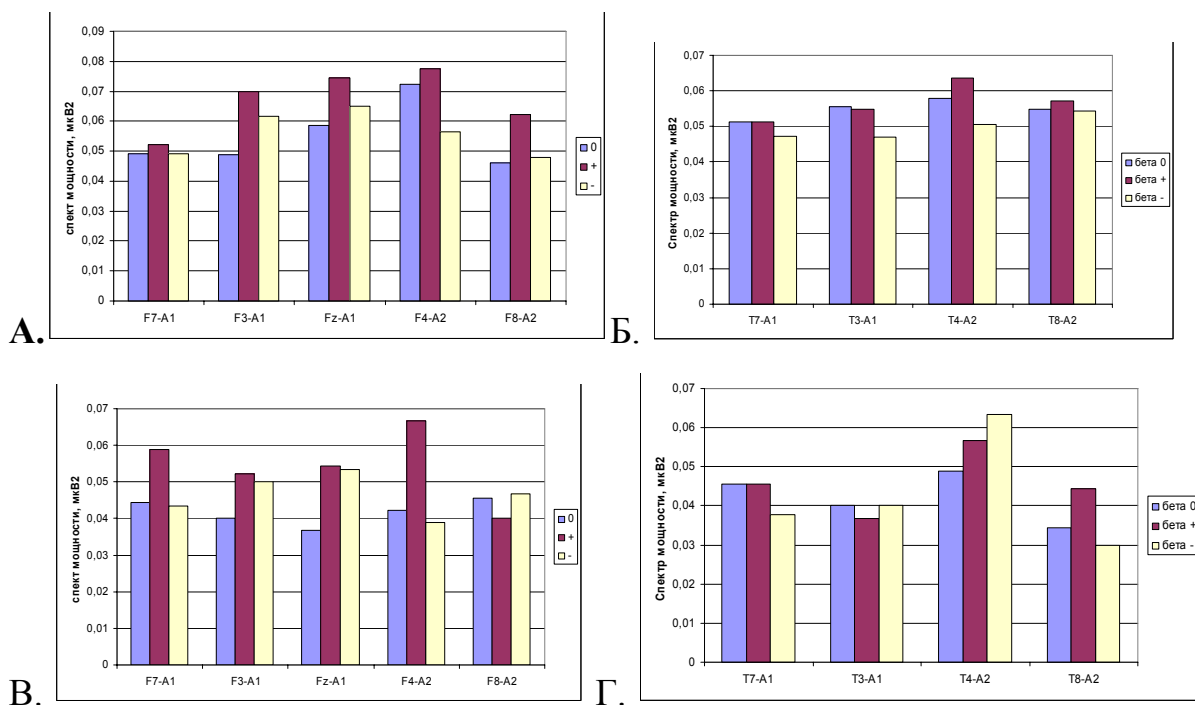 спект мощности, мкВ2
0,09
0,08
0,07
0,06
0,05
0,04
0,03
0,02
0,01
0
F7-A1 F3-A1 Fz-A1 F4-A2 F8-A2
0
+
-
А.
Спектр мощности, мкВ2
0,07
0,06
0,05
0,04
0,03
0,02
0,01
0
T7-A1 T3-A1 T4-A2 T8-A2
бета 0
бета +
бета -
Б.
спект мощности, мкВ2
0,07
0,06
0,05
0,04
0,03
0,02
0,01
0
F7-A1 F3-A1 Fz-A1 F4-A2 F8-A2
0
+
-
В.
Спектр мощности, мкВ2
0,07
0,06
0,05
0,04
0,03
0,02
0,01
0
T7-A1 T3-A1 T4-A2 T8-A2
бета 0
бета +
бета -
Г.